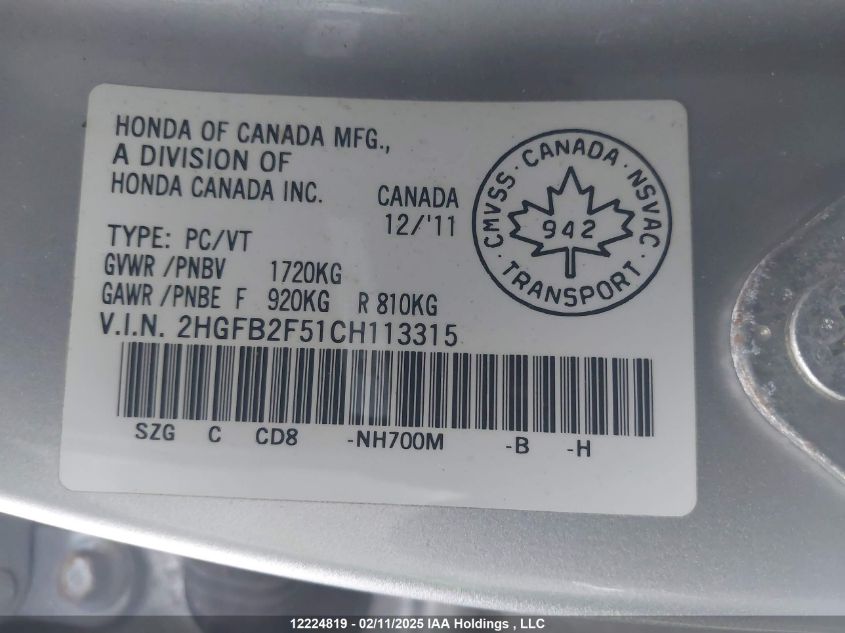 HONDA OF CANADA MFG.,
A DIVISION OF
HONDA CANADA INC.
CANADA
12/'11
TYPE: PC/VT
GVWR /PNBV 1720KG
GAWR /PNBE F 920KG R 810KG
V.I.N. 2HGFB2F51CH113315
SZG C CD8 -NH700M -B -H
CMVSS · CANADA · NSVAC
942
· TRANSPORT ·
12224819 - 02/11/2025 IAA Holdings , LLC